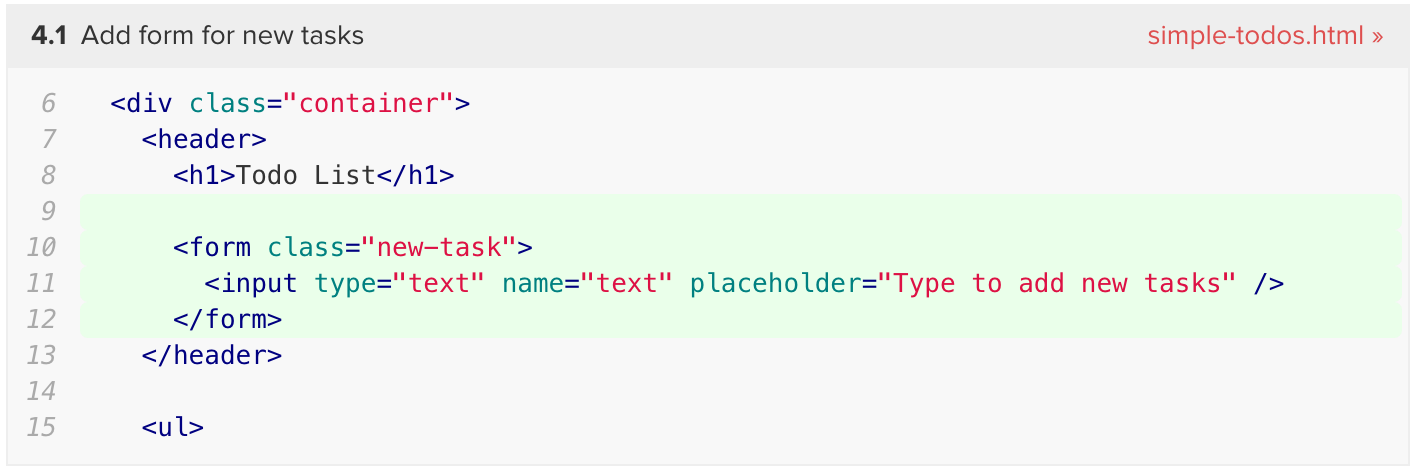 4.1 Add form for new tasks simple-todos.html »
6 <div class="container">
7 <header>
8 <h1>Todo List</h1>
9
10 <form class="new-task">
11 <input type="text" name="text" placeholder="Type to add new tasks" />
12 </form>
13 </header>
14
15 <ul>